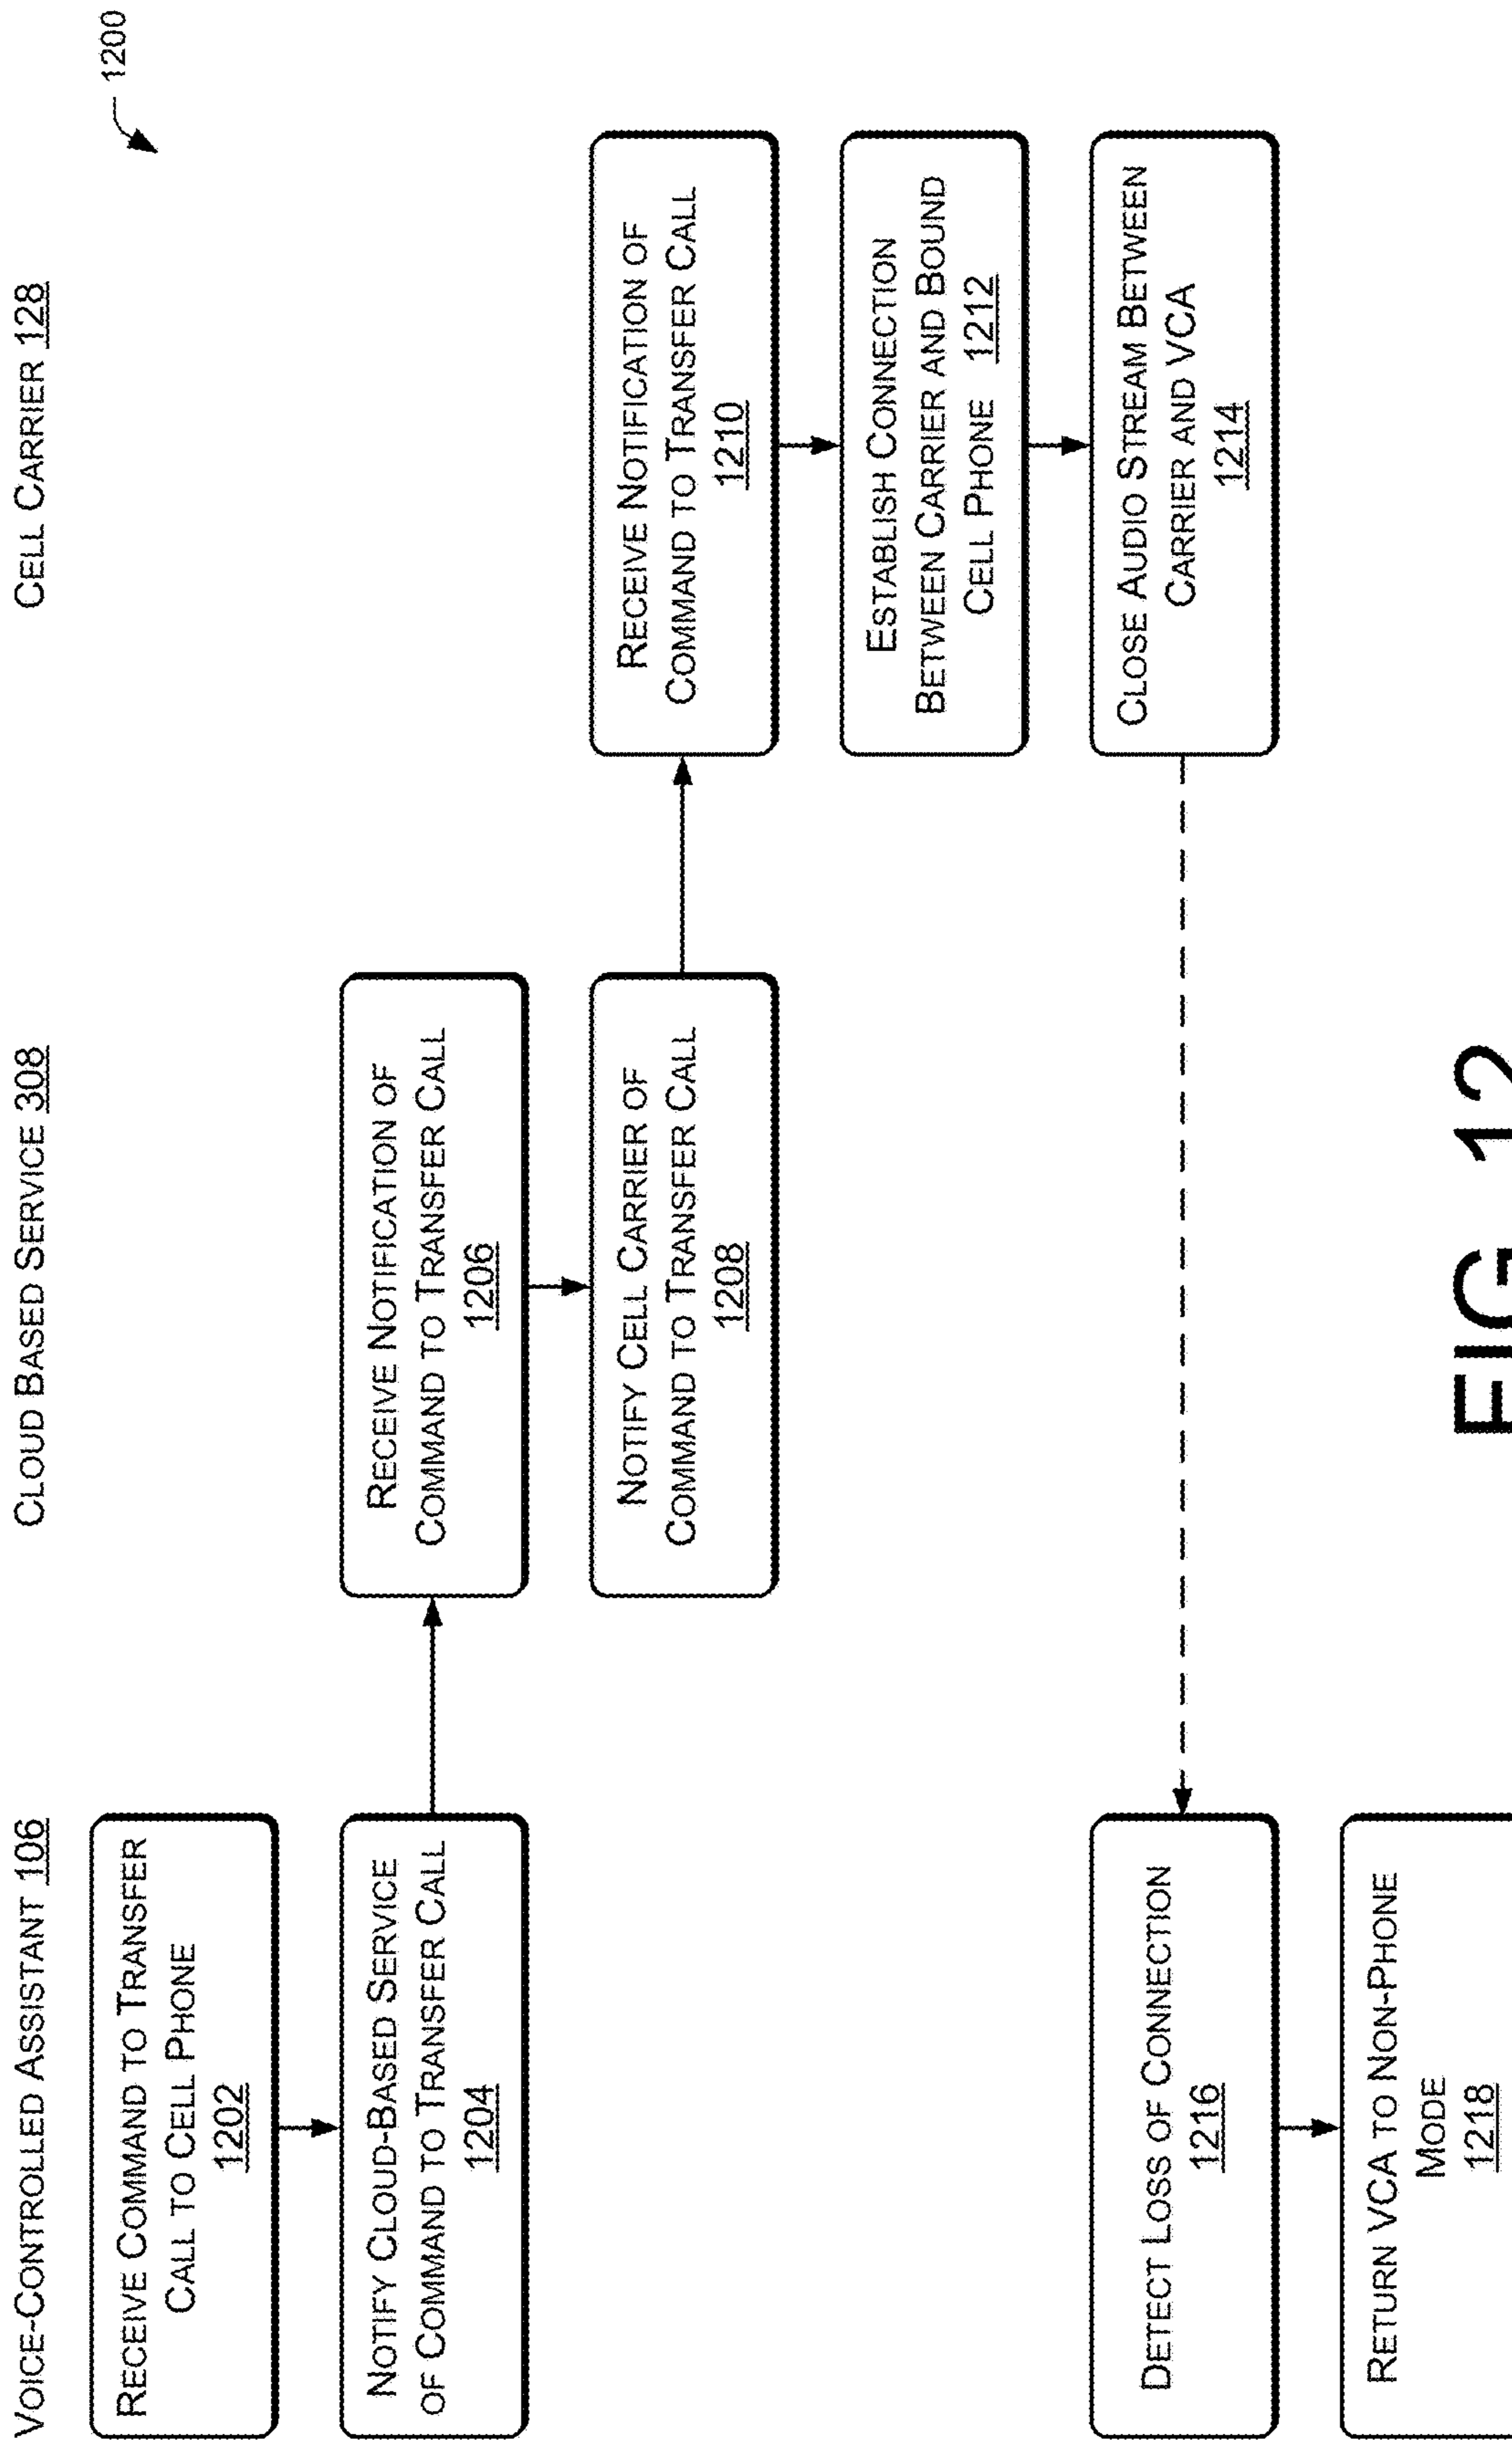 1200
VOICE-CONTROLLED ASSISTANT 106
CLOUD BASED SERVICE 308
CELL CARRIER 128
RECEIVE COMMAND TO TRANSFER
CALL TO CELL PHONE
1202
NOTIFY CLOUD-BASED SERVICE
OF COMMAND TO TRANSFER CALL
1204
RECEIVE NOTIFICATION OF
COMMAND TO TRANSFER CALL
1206
NOTIFY CELL CARRIER OF
COMMAND TO TRANSFER CALL
1208
RECEIVE NOTIFICATION OF
COMMAND TO TRANSFER CALL
1210
ESTABLISH CONNECTION
BETWEEN CARRIER AND BOUND
CELL PHONE 1212
CLOSE AUDIO STREAM BETWEEN
CARRIER AND VCA
1214
DETECT LOSS OF CONNECTION
1216
RETURN VCA TO NON-PHONE
MODE
1218
FIG. 12